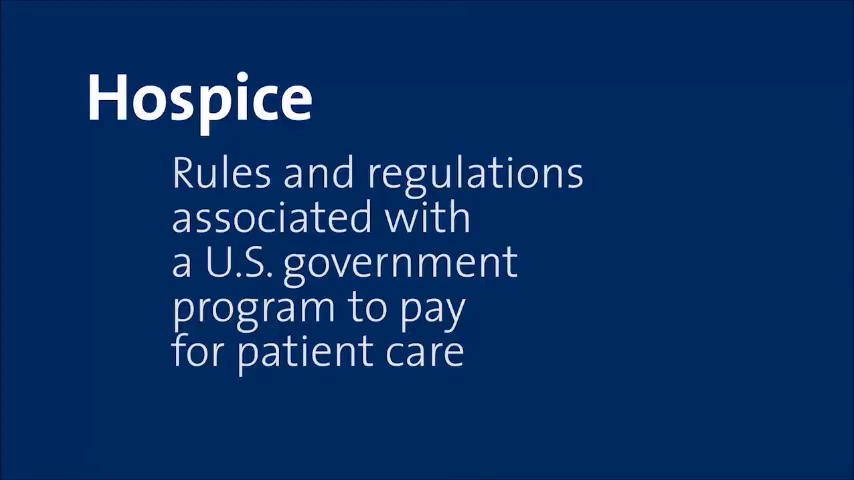 Hospice
Rules and regulations
associated with
a U.S. government
program to pay
for patient care